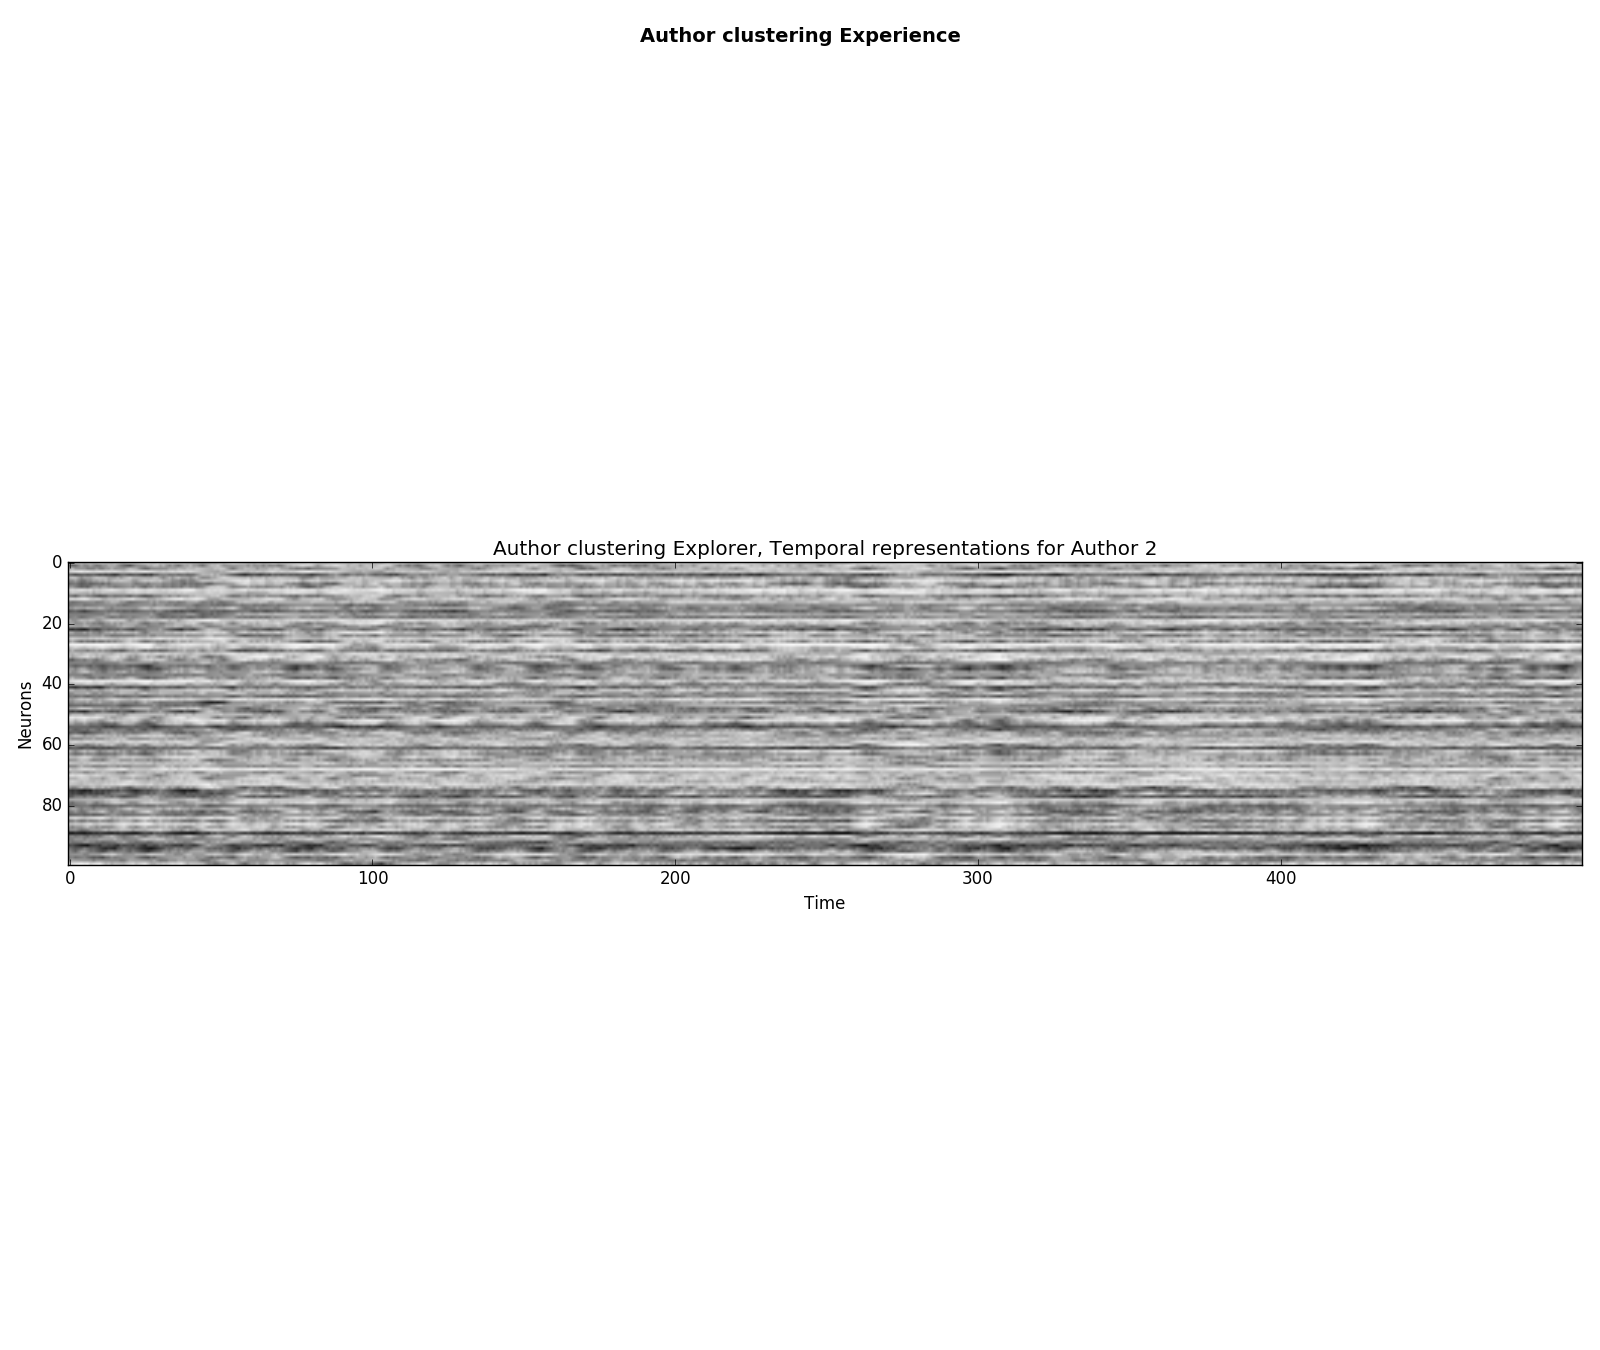 Author clustering Experience
Author clustering Explorer, Temporal representations for Author 2
0
20
40
60
80
Neurons
0 100 200 300 400
Time